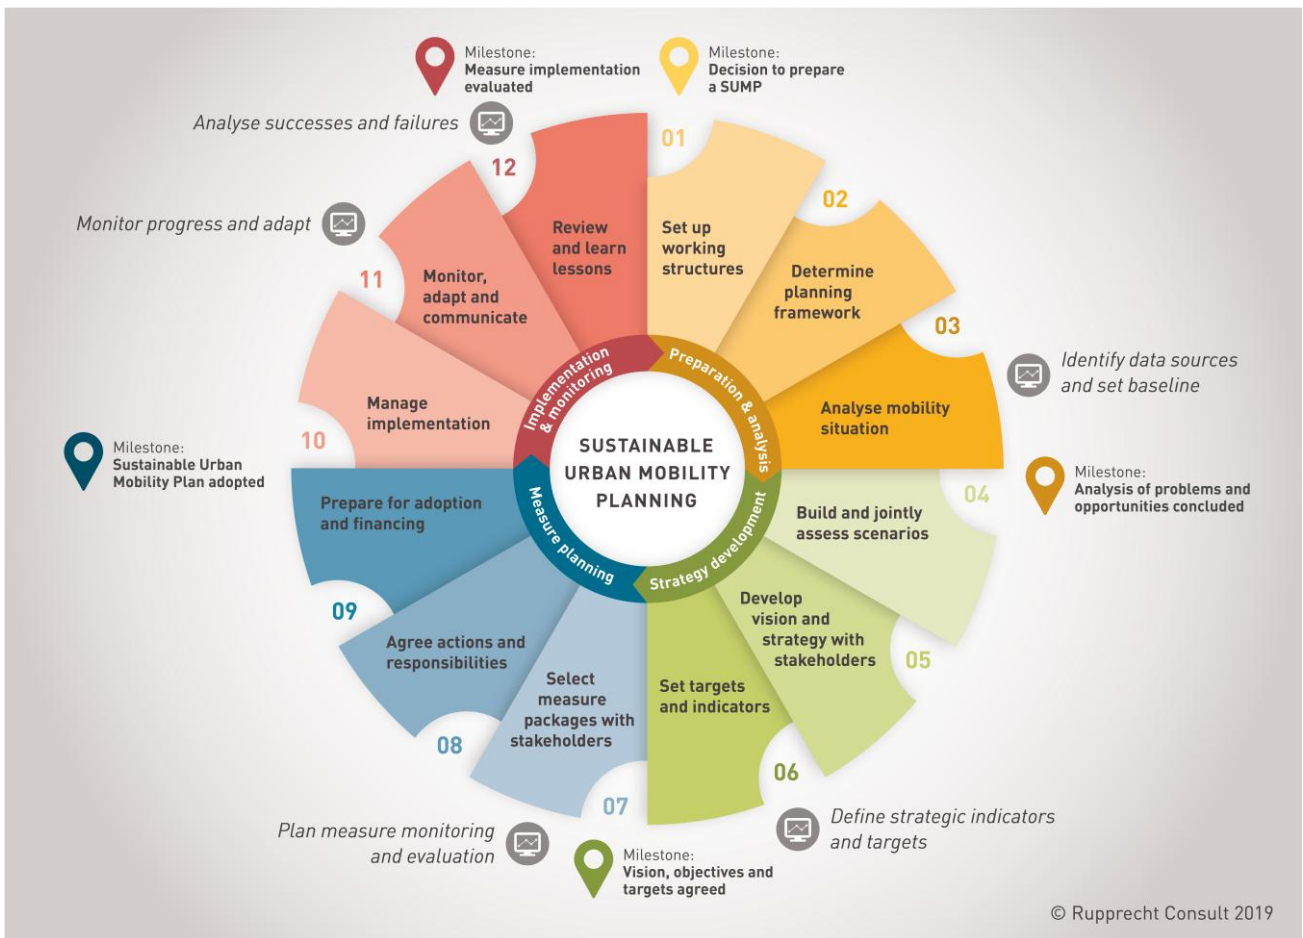 Milestone:
Measure implementation
evaluated
Milestone:
Decision to prepare
a SUMP
Analyse successes and failures
Monitor progress and adapt
Identify data sources
and set baseline
Milestone:
Analysis of problems and
opportunities concluded
Define strategic indicators
and targets
Milestone:
Vision, objectives and
targets agreed
Plan measure monitoring
and evaluation
Milestone:
Sustainable Urban
Mobility Plan adopted
01
Set up
working
structures
02
Determine
planning
framework
03
Analyse mobility
situation
04
Build and jointly
assess scenarios
05
Develop
vision and
strategy with
stakeholders
06
Set targets
and indicators
07
Select
measure
packages with
stakeholders
08
Agree actions and
responsibilities
09
Prepare for adoption
and financing
10
Manage
implementation
11
Monitor,
adapt and
communicate
12
Review
and learn
lessons
Preparation & analysis
Strategy development
Measure planning
Implementation
& monitoring
SUSTAINABLE
URBAN MOBILITY
PLANNING
© Rupprecht Consult 2019